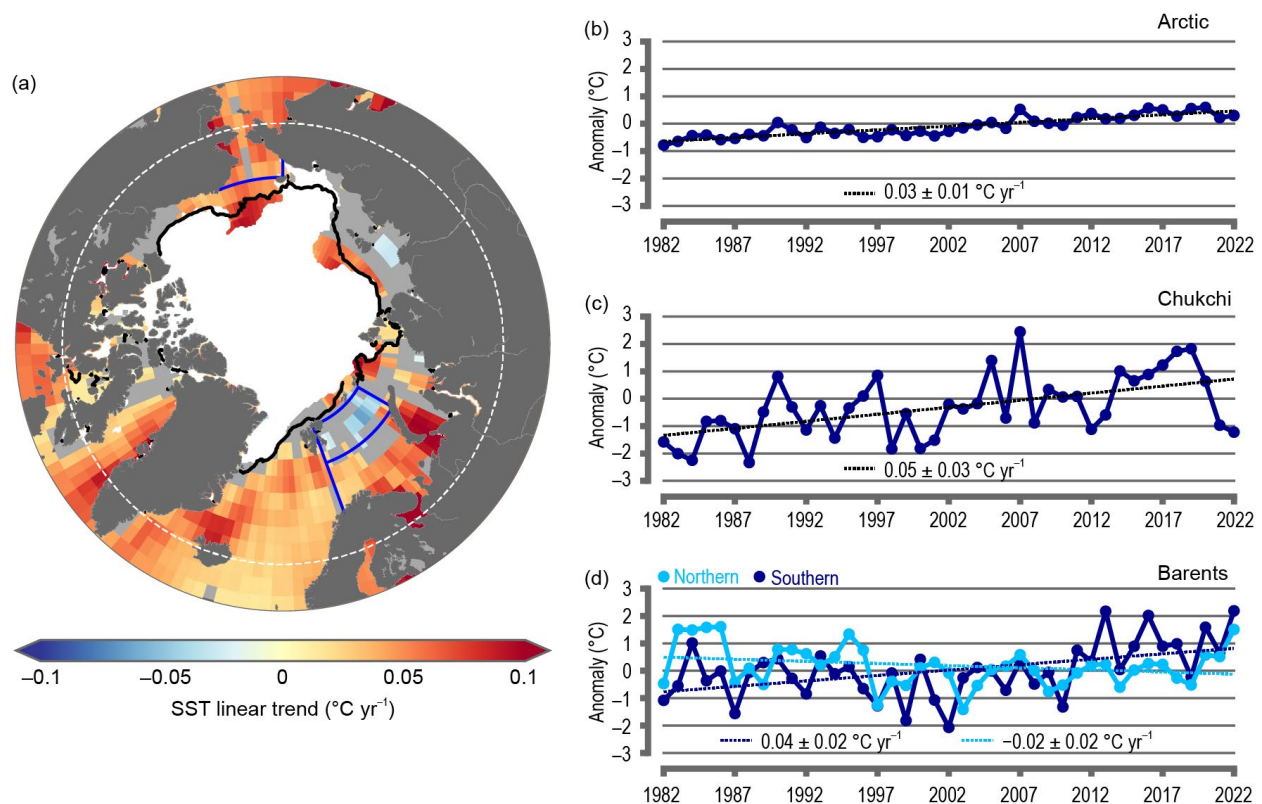 (a)
−0.1 −0.05 0 0.05 0.1
SST linear trend (°C yr⁻¹)
(b) Arctic
Anomaly (°C)
3
2
1
0
−1
−2
−3
0.03 ± 0.01 °C yr⁻¹
1982 1987 1992 1997 2002 2007 2012 2017 2022
(c) Chukchi
Anomaly (°C)
3
2
1
0
−1
−2
−3
0.05 ± 0.03 °C yr⁻¹
1982 1987 1992 1997 2002 2007 2012 2017 2022
(d) Northern Southern Barents
Anomaly (°C)
3
2
1
0
−1
−2
−3
0.04 ± 0.02 °C yr⁻¹ −0.02 ± 0.02 °C yr⁻¹
1982 1987 1992 1997 2002 2007 2012 2017 2022